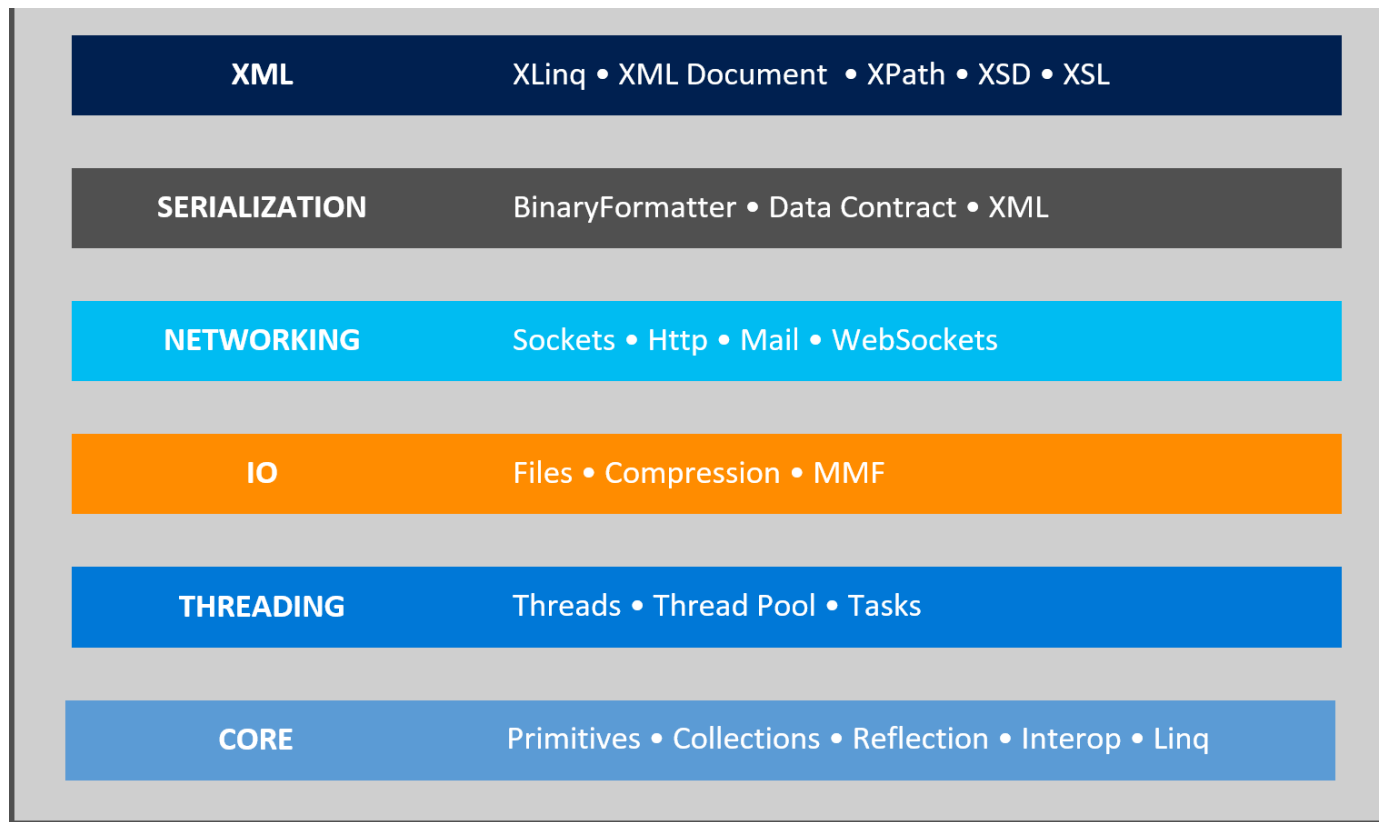 XML XLinq • XML Document • XPath • XSD • XSL
SERIALIZATION BinaryFormatter • Data Contract • XML
NETWORKING Sockets • Http • Mail • WebSockets
IO Files • Compression • MMF
THREADING Threads • Thread Pool • Tasks
CORE Primitives • Collections • Reflection • Interop • Linq